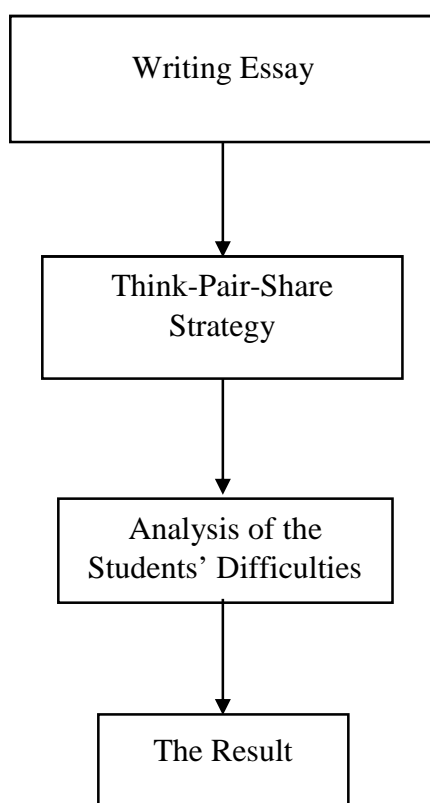 Writing Essay
Think-Pair-Share
Strategy
Analysis of the
Students’ Difficulties
The Result